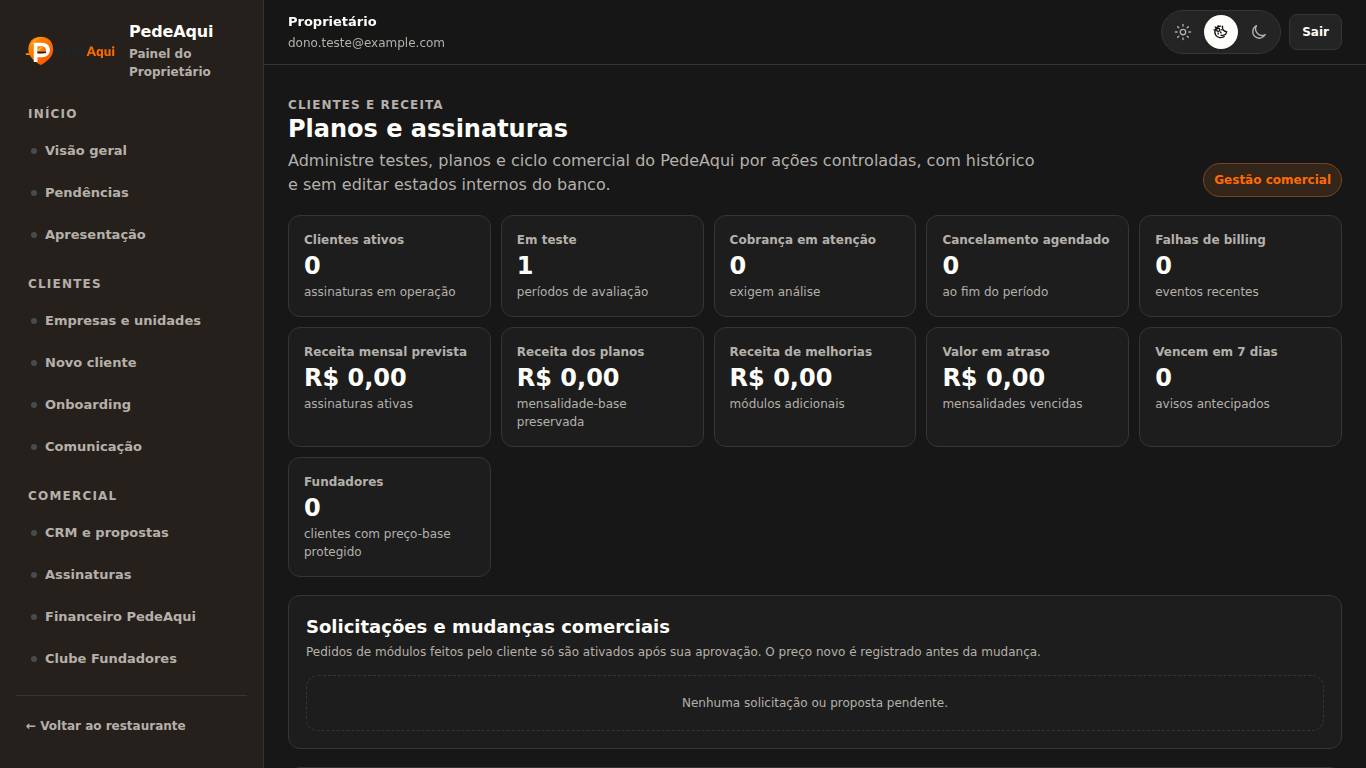 PedeAqui
Aqui
Painel do
Proprietário
INÍCIO
Visão geral
Pendências
Apresentação
CLIENTES
Empresas e unidades
Novo cliente
Onboarding
Comunicação
COMERCIAL
CRM e propostas
Assinaturas
Financeiro PedeAqui
Clube Fundadores
← Voltar ao restaurante
Proprietário
dono.teste@example.com
Sair
CLIENTES E RECEITA
Planos e assinaturas
Administre testes, planos e ciclo comercial do PedeAqui por ações controladas, com histórico
e sem editar estados internos do banco.
Gestão comercial
Clientes ativos
0
assinaturas em operação
Em teste
1
períodos de avaliação
Cobrança em atenção
0
exigem análise
Cancelamento agendado
0
ao fim do período
Falhas de billing
0
eventos recentes
Receita mensal prevista
R$ 0,00
assinaturas ativas
Receita dos planos
R$ 0,00
mensalidade-base
preservada
Receita de melhorias
R$ 0,00
módulos adicionais
Valor em atraso
R$ 0,00
mensalidades vencidas
Vencem em 7 dias
0
avisos antecipados
Fundadores
0
clientes com preço-base
protegido
Solicitações e mudanças comerciais
Pedidos de módulos feitos pelo cliente só são ativados após sua aprovação. O preço novo é registrado antes da mudança.
Nenhuma solicitação ou proposta pendente.